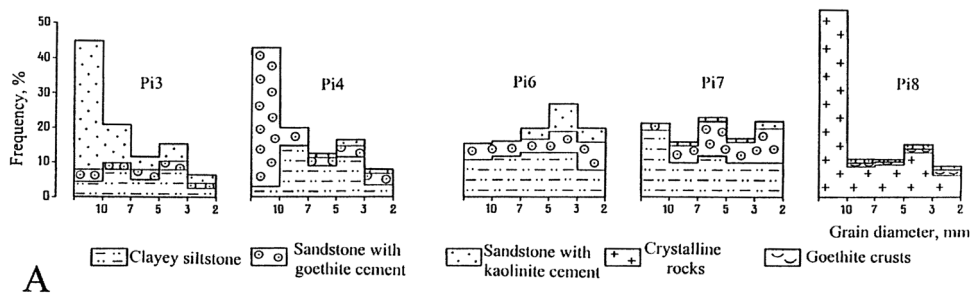 50
40
30
20
10
0
Frequency, %
Pi3
Pi4
Pi6
Pi7
Pi8
10 7 5 3 2
10 7 5 3 2
10 7 5 3 2
10 7 5 3 2
10 7 5 3 2
Grain diameter, mm
Clayey siltstone
Sandstone with
goethite cement
Sandstone with
kaolinite cement
Crystalline
rocks
Goethite crusts
A